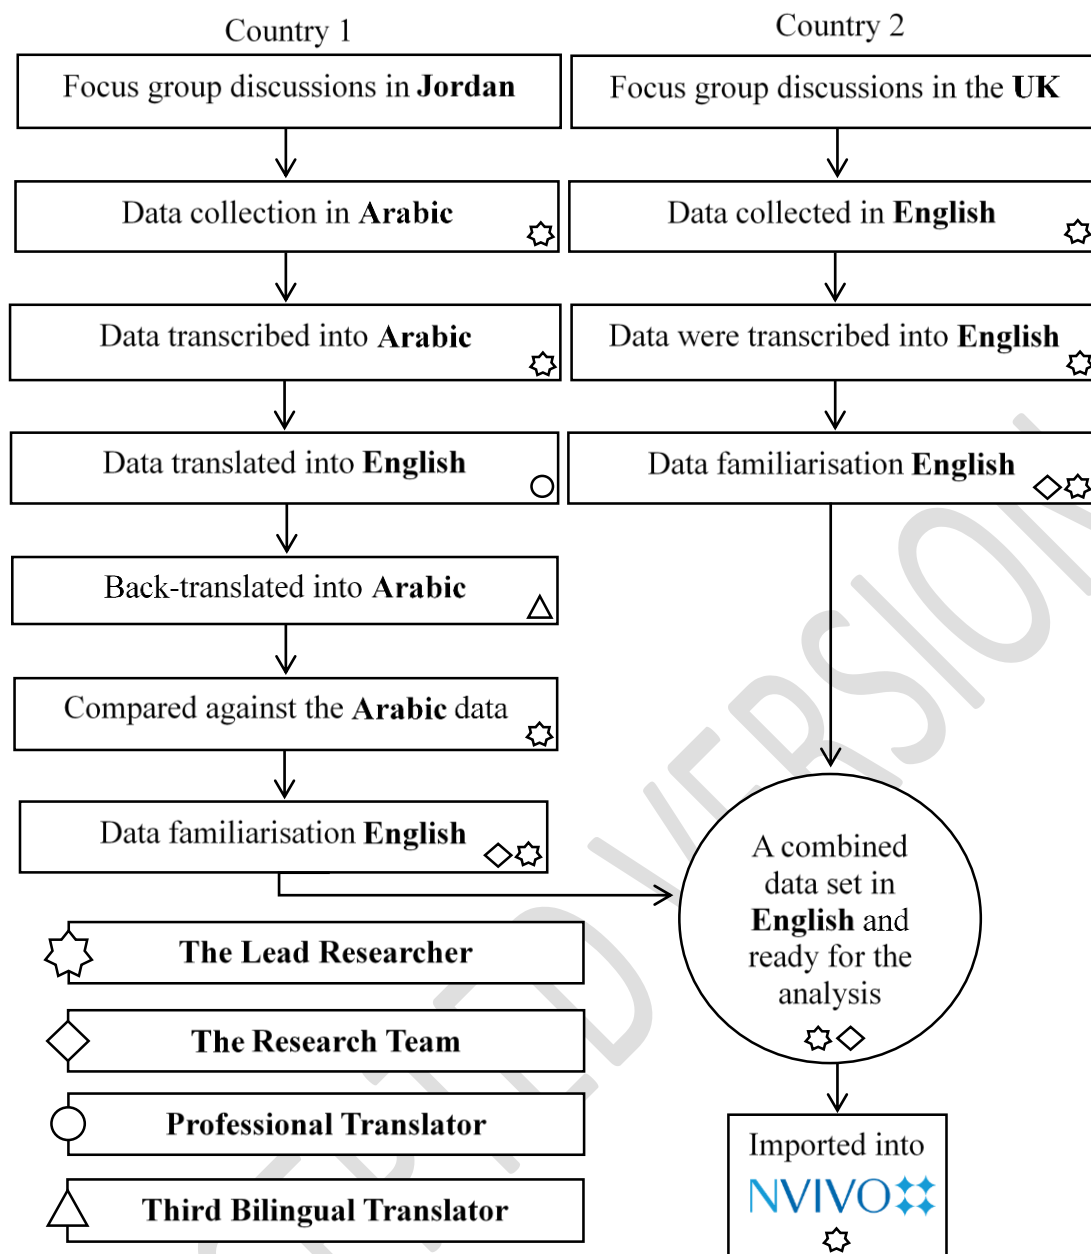 Country 1
Focus group discussions in Jordan
Data collection in Arabic
Data transcribed into Arabic
Data translated into English
Back-translated into Arabic
Compared against the Arabic data
Data familiarisation English
Country 2
Focus group discussions in the UK
Data collected in English
Data were transcribed into English
Data familiarisation English
A combined
data set in
English and
ready for the
analysis
Imported into
NVIVO
The Lead Researcher
The Research Team
Professional Translator
Third Bilingual Translator
VERSION